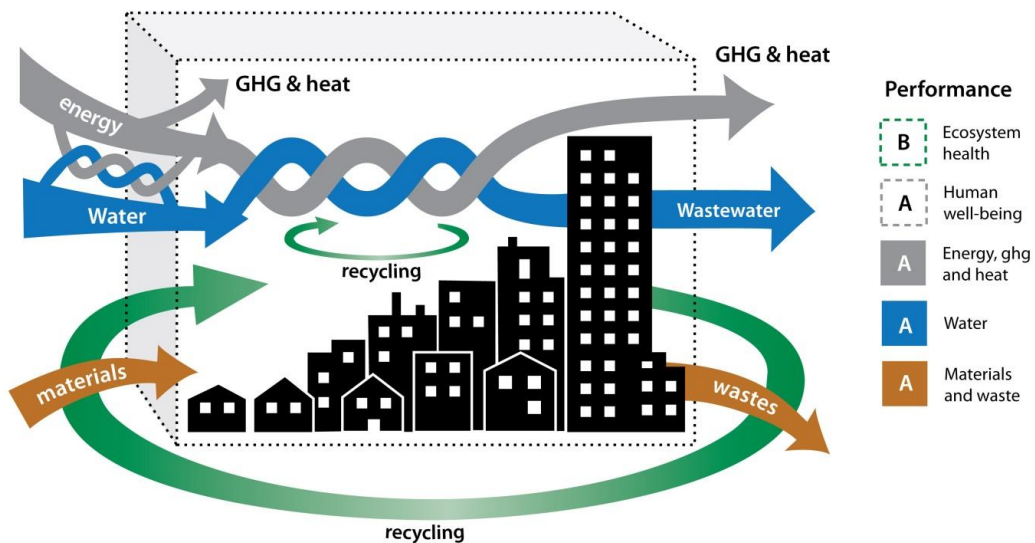 GHG & heat
GHG & heat
energy
Water
Wastewater
recycling
materials
wastes
recycling
Performance
B
Ecosystem
health
A
Human
well-being
A
Energy, ghg
and heat
A
Water
A
Materials
and waste